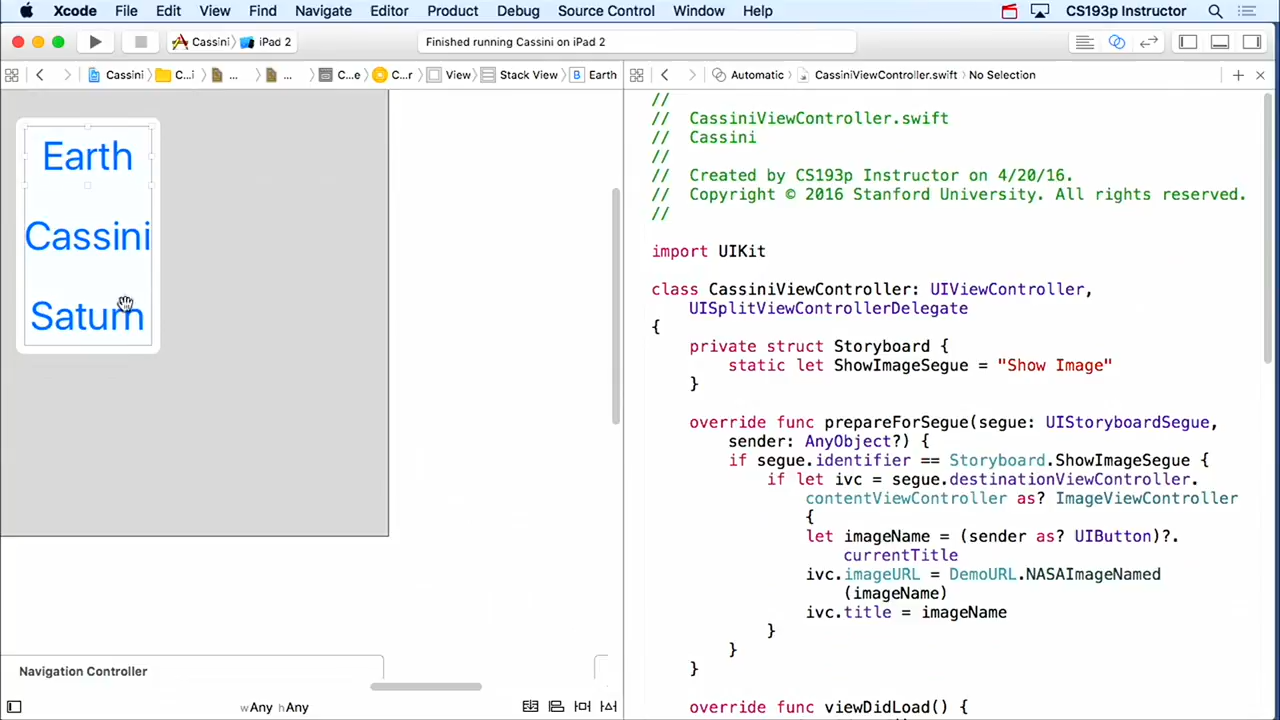 Xcode File Edit View Find Navigate Editor Product Debug Source Control Window Help CS193p Instructor
Cassini iPad 2 Finished running Cassini on iPad 2
Cassini C...i ... ... C...e C...r View Stack View B Earth
Automatic CassiniViewController.swift No Selection
Earth
Cassini
Saturn
Navigation Controller
wAny hAny
//
// CassiniViewController.swift
// Cassini
//
// Created by CS193p Instructor on 4/20/16.
// Copyright © 2016 Stanford University. All rights reserved.
//
import UIKit
class CassiniViewController: UIViewController,
UISplitViewControllerDelegate
{
private struct Storyboard {
static let ShowImageSegue = "Show Image"
}
override func prepareForSegue(segue: UIStoryboardSegue,
sender: AnyObject?) {
if segue.identifier == Storyboard.ShowImageSegue {
if let ivc = segue.destinationViewController.
contentViewController as? ImageViewController
{
let imageName = (sender as? UIButton)?.
currentTitle
ivc.imageURL = DemoURL.NASAImageNamed
(imageName)
ivc.title = imageName
}
}
}
override func viewDidLoad() {